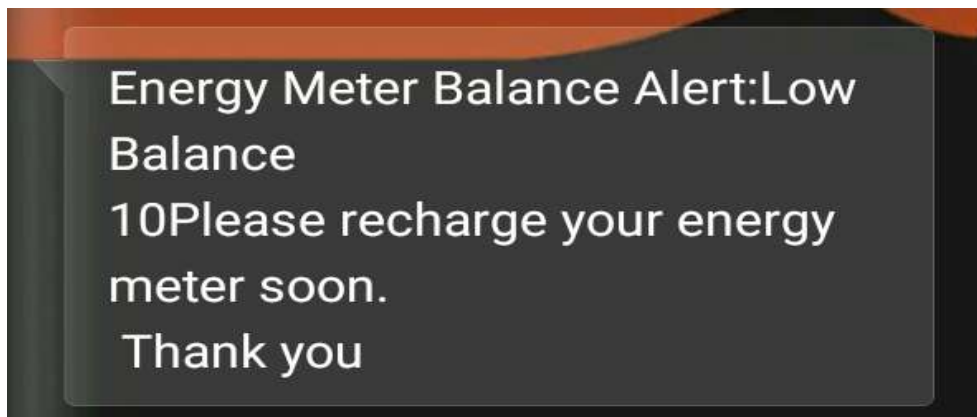 Energy Meter Balance Alert:Low
Balance
10Please recharge your energy
meter soon.
Thank you